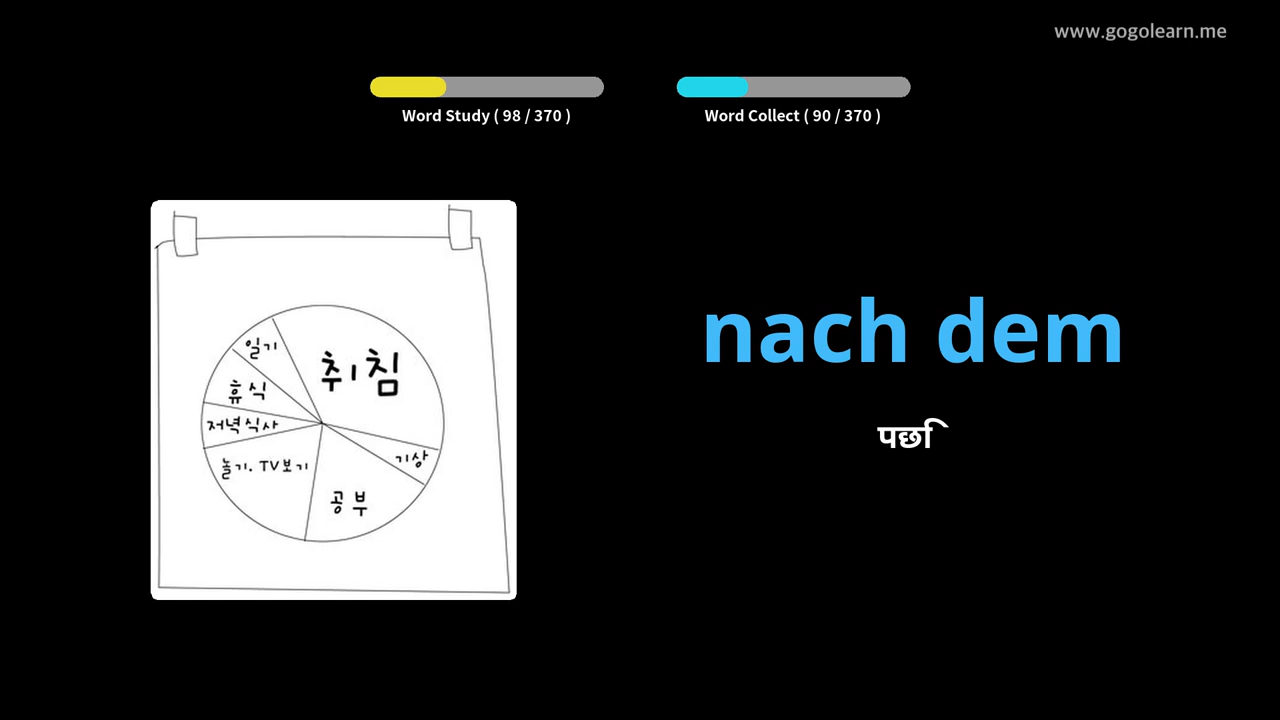 www.gogolearn.me
Word Study ( 98 / 370 )
Word Collect ( 90 / 370 )
일기
취침
휴식
저녁식사
놀기. TV보기
기상
공부
nach dem
पर्छि